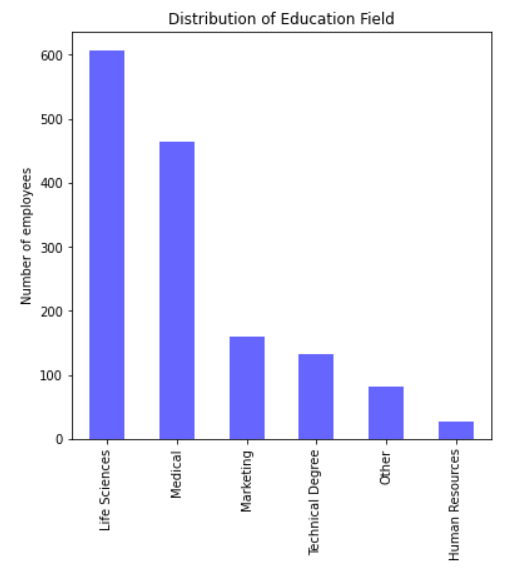 Distribution of Education Field
Number of employees
600
500
400
300
200
100
0
Life Sciences
Medical
Marketing
Technical Degree
Other
Human Resources